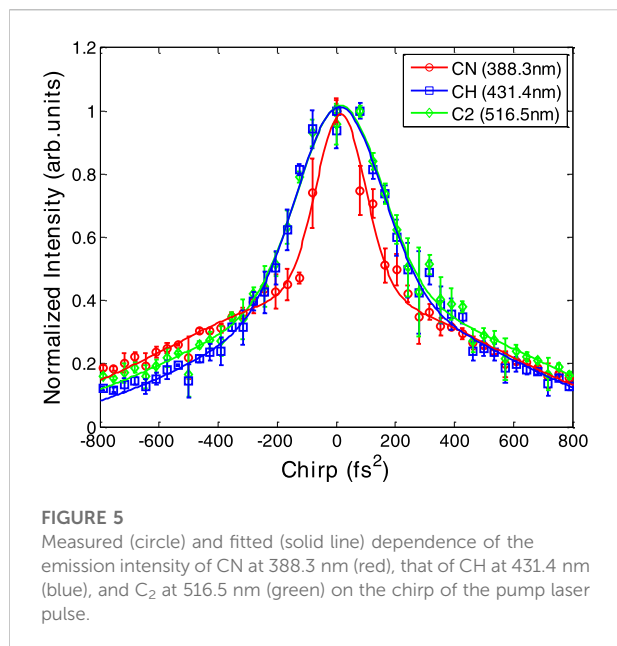 1.2
1
0.8
0.6
0.4
0.2
0
Normalized Intensity (arb.units)
CN (388.3nm)
CH (431.4nm)
C2 (516.5nm)
-800 -600 -400 -200 0 200 400 600 800
Chirp (fs²)
FIGURE 5
Measured (circle) and fitted (solid line) dependence of the
emission intensity of CN at 388.3 nm (red), that of CH at 431.4 nm
(blue), and C₂ at 516.5 nm (green) on the chirp of the pump laser
pulse.